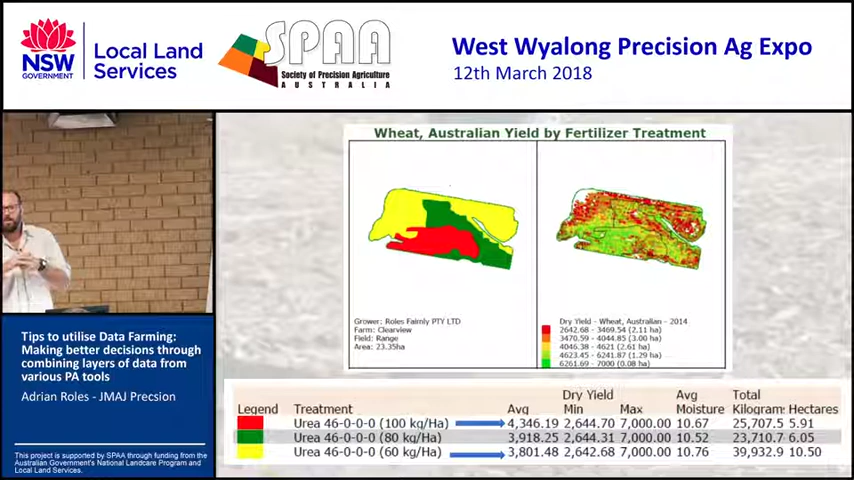 NSW
GOVERNMENT
Local Land
Services
SPAA
Society of Precision Agriculture
AUSTRALIA
West Wyalong Precision Ag Expo
12th March 2018
Wheat, Australian Yield by Fertilizer Treatment
Grower: Roles Faimly PTY LTD
Farm: Clearview
Field: Range
Area: 23.35ha
Dry Yield - Wheat, Australian - 2014
2642.68 - 3469.54 (2.11 ha)
3470.59 - 4044.85 (3.00 ha)
4046.38 - 4621 (2.61 ha)
4623.45 - 6241.87 (1.29 ha)
6261.69 - 7000 (0.08 ha)
Legend Treatment Avg Dry Yield Min Max Avg Moisture Total Kilograms Hectares
Urea 46-0-0-0 (100 kg/Ha) 4,346.19 2,644.70 7,000.00 10.67 25,707.5 5.91
Urea 46-0-0-0 (80 kg/Ha) 3,918.25 2,644.31 7,000.00 10.52 23,710.7 6.05
Urea 46-0-0-0 (60 kg/Ha) 3,801.48 2,642.68 7,000.00 10.76 39,932.9 10.50
Tips to utilise Data Farming:
Making better decisions through
combining layers of data from
various PA tools
Adrian Roles - JMAJ Precsion
This project is supported by SPAA through funding from the
Australian Government's National Landcare Program and
Local Land Services.